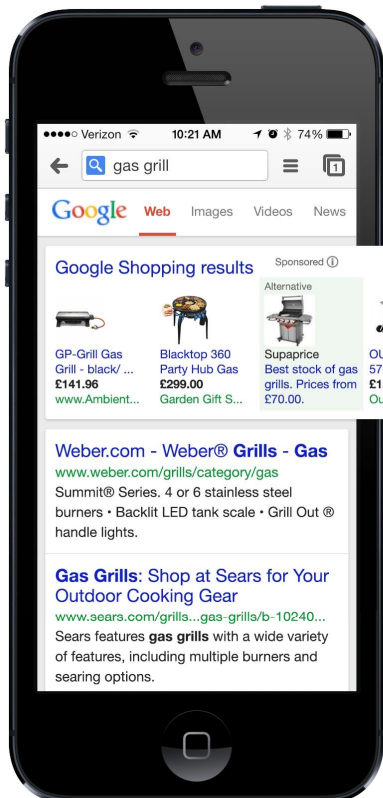 Verizon 10:21 AM 74%
gas grill 1
Google Web Images Videos News
Google Shopping results Sponsored
Alternative
GP-Grill Gas
Grill - black/ ...
£141.96
www.Ambient...
Blacktop 360
Party Hub Gas
£299.00
Garden Gift S...
Supaprice
Best stock of gas
grills. Prices from
£70.00.
OU
57
£1
Ou
Weber.com - Weber® Grills - Gas
www.weber.com/grills/category/gas
Summit® Series. 4 or 6 stainless steel
burners • Backlit LED tank scale • Grill Out ®
handle lights.
Gas Grills: Shop at Sears for Your
Outdoor Cooking Gear
www.sears.com/grills...gas-grills/b-10240...
Sears features gas grills with a wide variety
of features, including multiple burners and
searing options.